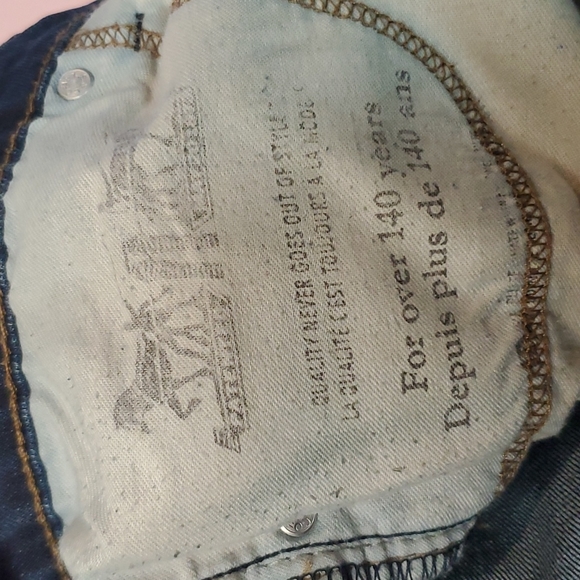 QUALITY NEVER GOES OUT OF STYLE
LA QUALITÉ C'EST TOUJOURS À LA MODE
For over 140 years
Depuis plus de 140 ans